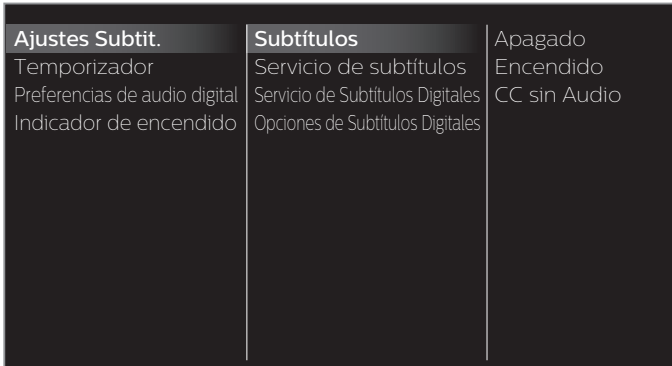 Ajustes Subtit.
Temporizador
Preferencias de audio digital
Indicador de encendido
Subtítulos
Servicio de subtítulos
Servicio de Subtítulos Digitales
Opciones de Subtítulos Digitales
Apagado
Encendido
CC sin Audio